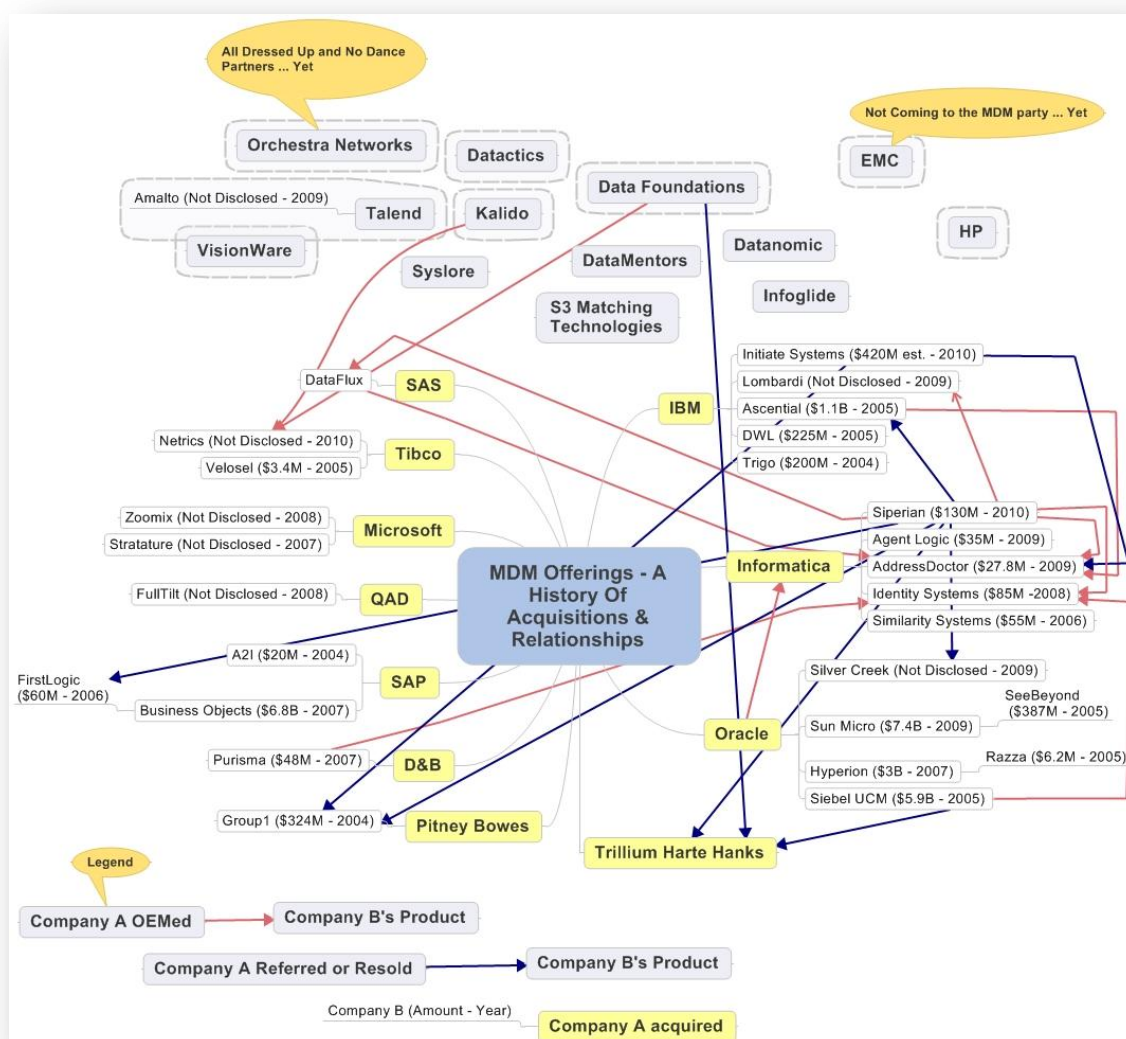 All Dressed Up and No Dance
Partners ... Yet
Not Coming to the MDM party ... Yet
Orchestra Networks
Datactics
EMC
Data Foundations
Amalto (Not Disclosed - 2009)
Talend
Kalido
HP
VisionWare
Datanomic
DataMentors
Syslore
Infoglide
S3 Matching
Technologies
Initiate Systems ($420M est. - 2010)
DataFlux
SAS
Lombardi (Not Disclosed - 2009)
IBM
Ascential ($1.1B - 2005)
Netrics (Not Disclosed - 2010)
DWL ($225M - 2005)
Tibco
Velosel ($3.4M - 2005)
Trigo ($200M - 2004)
Zoomix (Not Disclosed - 2008)
Microsoft
Stratature (Not Disclosed - 2007)
Siperian ($130M - 2010)
Agent Logic ($35M - 2009)
Informatica
AddressDoctor ($27.8M - 2009)
Identity Systems ($85M -2008)
Similarity Systems ($55M - 2006)
MDM Offerings - A
History Of
Acquisitions &
Relationships
FullTilt (Not Disclosed - 2008)
QAD
A2I ($20M - 2004)
FirstLogic
($60M - 2006)
SAP
Business Objects ($6.8B - 2007)
Silver Creek (Not Disclosed - 2009)
SeeBeyond
($387M - 2005)
Oracle
Sun Micro ($7.4B - 2009)
Razza ($6.2M - 2005)
Hyperion ($3B - 2007)
Siebel UCM ($5.9B - 2005)
Purisma ($48M - 2007)
D&B
Group1 ($324M - 2004)
Pitney Bowes
Trillium Harte Hanks
Legend
Company A OEMed
Company B's Product
Company A Referred or Resold
Company B's Product
Company B (Amount - Year)
Company A acquired